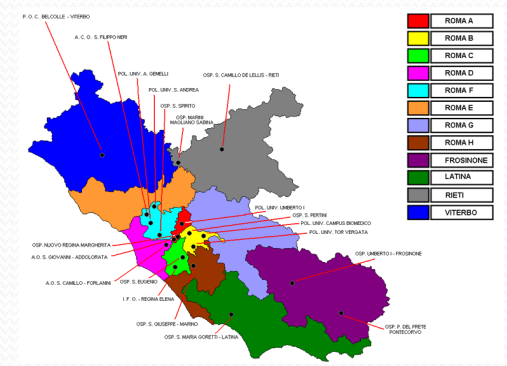 P. O. C. BELCOLLE - VITERBO
A. C. O. S. FILIPPO NERI
POL. UNIV. A. GEMELLI
POL. UNIV. S. ANDREA
OSP. S. SPIRITO
OSP. MARINI
MAGLIANO SABINA
OSP. S. CAMILLO DE LELLIS - RIETI
POL. UNIV. UMBERTO I
OSP. S. PERTINI
POL. UNIV. CAMPUS BIOMEDICO
POL. UNIV. TOR VERGATA
OSP. NUOVO REGINA MARGHERITA
A.O. S. GIOVANNI - ADDOLORATA
A.O. S. CAMILLO - FORLANINI
OSP. S. EUGENIO
I. F. O. - REGINA ELENA
OSP. S. GIUSEPPE - MARINO
OSP. S. MARIA GORETTI - LATINA
OSP. UMBERTO I - FROSINONE
OSP. P. DEL PRETE
PONTECORVO
ROMA A
ROMA B
ROMA C
ROMA D
ROMA F
ROMA E
ROMA G
ROMA H
FROSINONE
LATINA
RIETI
VITERBO